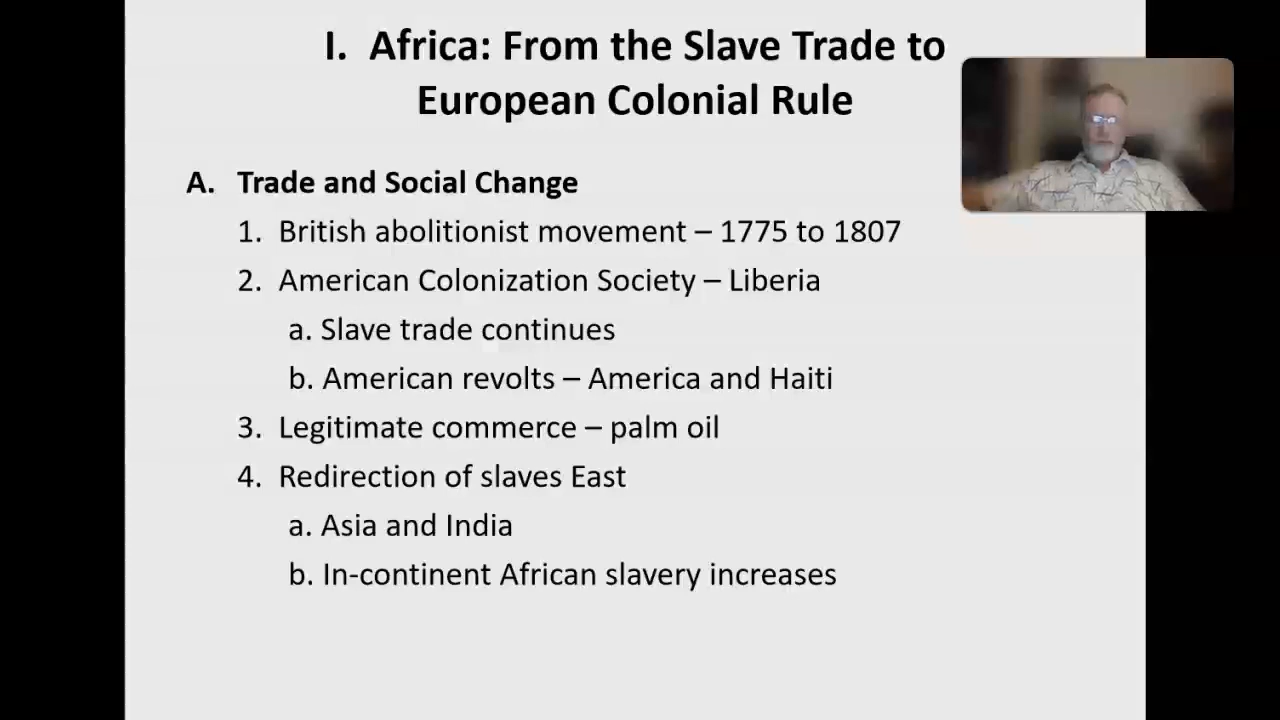 I. Africa: From the Slave Trade to
European Colonial Rule
A. Trade and Social Change
1. British abolitionist movement – 1775 to 1807
2. American Colonization Society – Liberia
a. Slave trade continues
b. American revolts – America and Haiti
3. Legitimate commerce – palm oil
4. Redirection of slaves East
a. Asia and India
b. In-continent African slavery increases